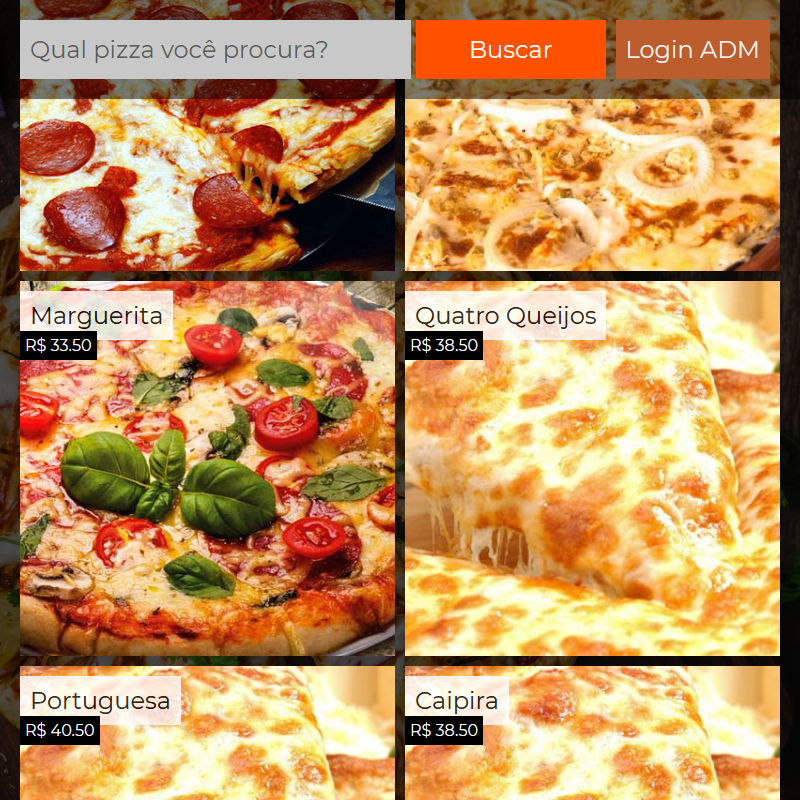 Qual pizza você procura?
Buscar
Login ADM
Marguerita
R$ 33.50
Quatro Queijos
R$ 38.50
Portuguesa
R$ 40.50
Caipira
R$ 38.50